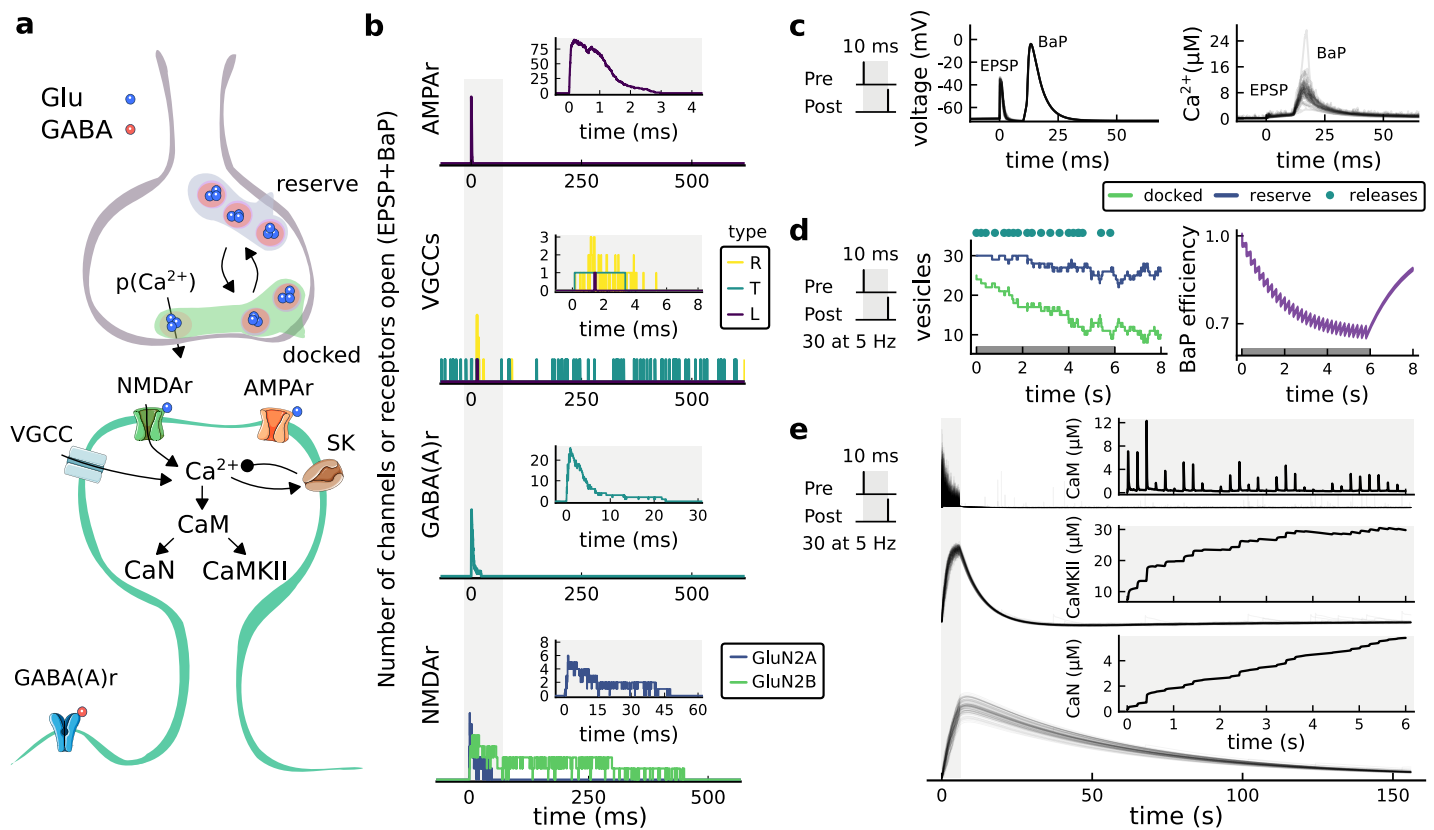 a
Glu
GABA
reserve
p(Ca²⁺)
docked
NMDAr
AMPAr
VGCC
SK
Ca²⁺
CaM
CaN
CaMKII
GABA(A)r
b
Number of channels or receptors open (EPSP+BaP)
AMPAr
75
50
25
0
0 1 2 3 4
time (ms)
0 250 500
VGCCs
3
2
1
0
0 2 4 6 8
time (ms)
type
R
T
L
0 250 500
GABA(A)r
20
10
0
0 10 20 30
time (ms)
0 250 500
NMDAr
8
6
4
2
0
0 15 30 45 60
time (ms)
GluN2A
GluN2B
0 250 500
time (ms)
c
10 ms
Pre
Post
voltage (mV)
0
−20
−40
−60
EPSP
BaP
0 25 50
time (ms)
Ca²⁺(μM)
24
16
8
0
EPSP
BaP
0 25 50
time (ms)
docked reserve releases
d
10 ms
Pre
Post
30 at 5 Hz
vesicles
30
20
10
0 2 4 6 8
time (s)
BaP efficiency
1.0
0.7
0 2 4 6 8
time (s)
e
10 ms
Pre
Post
30 at 5 Hz
CaM (μM)
12
8
4
0
CaMKII (μM)
30
20
10
CaN (μM)
4
2
0
0 1 2 3 4 5 6
time (s)
0 50 100 150
time (s)